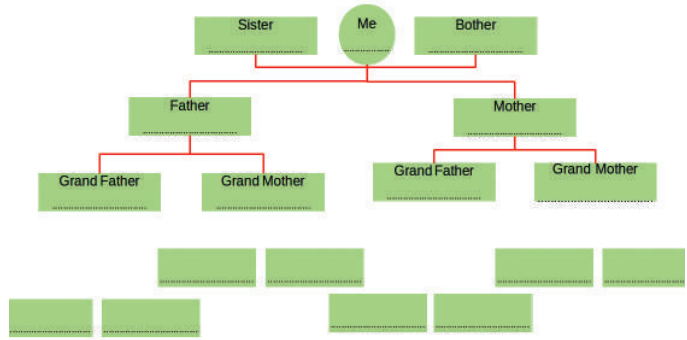 Sister
Me
Bother
Father
Mother
Grand Father
Grand Mother
Grand Father
Grand Mother